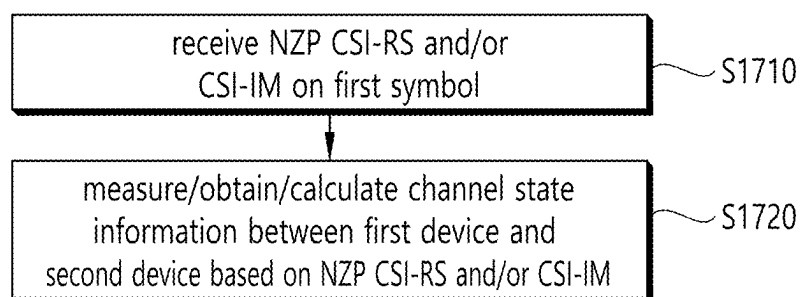 receive NZP CSI-RS and/or
CSI-IM on first symbol
S1710
measure/obtain/calculate channel state
information between first device and
second device based on NZP CSI-RS and/or CSI-IM
S1720